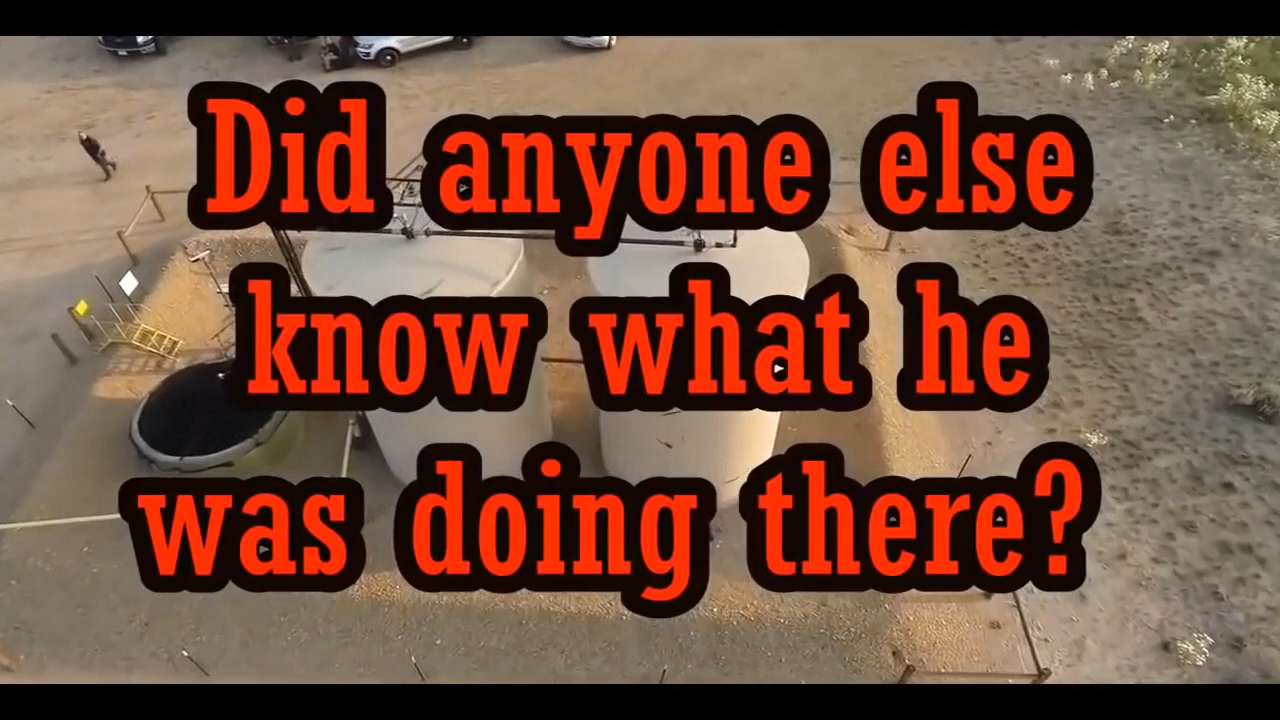 Did anyone else
know what he
was doing there?